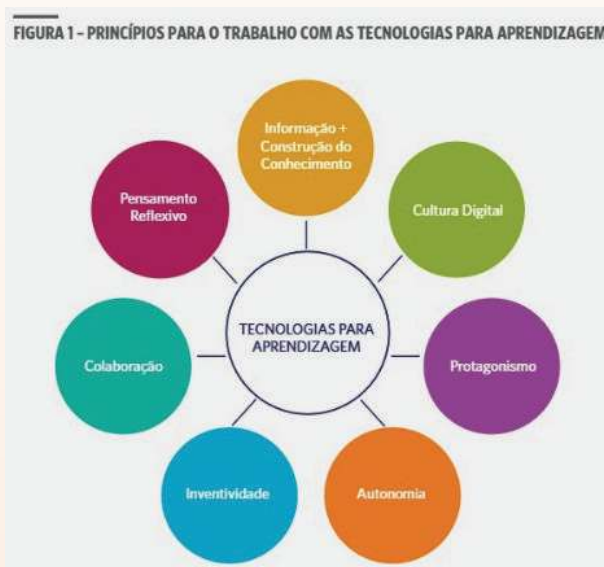 FIGURA 1 – PRINCÍPIOS PARA O TRABALHO COM AS TECNOLOGIAS PARA APRENDIZAGEM
Informação +
Construção do
Conhecimento
Cultura Digital
Protagonismo
Autonomia
Inventividade
Colaboração
Pensamento
Reflexivo
TECNOLOGIAS PARA
APRENDIZAGEM